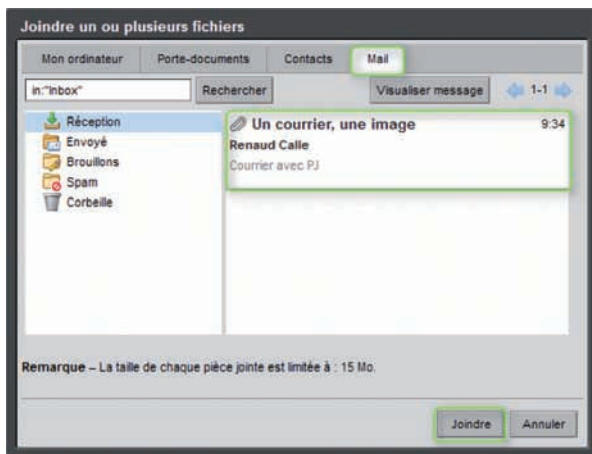 Joindre un ou plusieurs fichiers
Mon ordinateur Porte-documents Contacts Mail
in:"Inbox" Rechercher Visualiser message 1-1
Réception
Envoyé
Brouillons
Spam
Corbeille
Un courrier, une image 9:34
Renaud Calle
Courrier avec PJ
Remarque – La taille de chaque pièce jointe est limitée à : 15 Mo.
Joindre Annuler